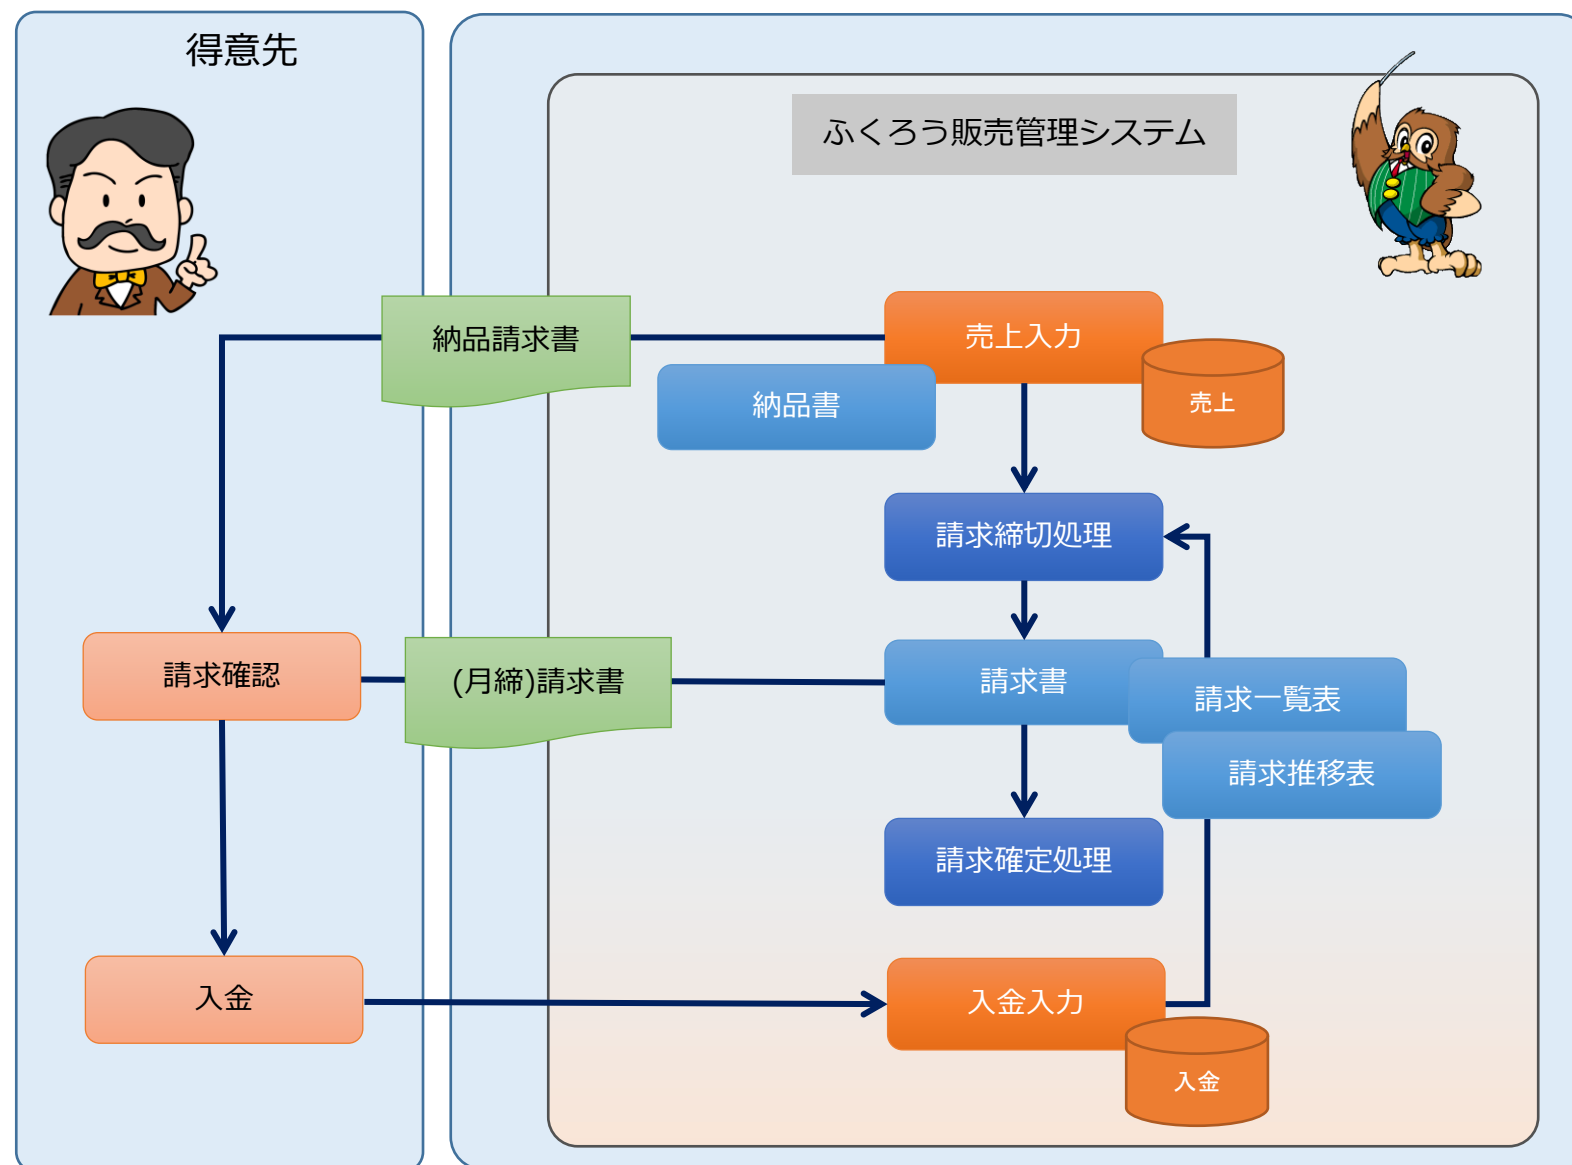 得意先
ふくろう販売管理システム
納品請求書
売上入力
納品書
売上
請求締切処理
請求確認
(月締)請求書
請求書
請求一覧表
請求推移表
請求確定処理
入金
入金入力
入金